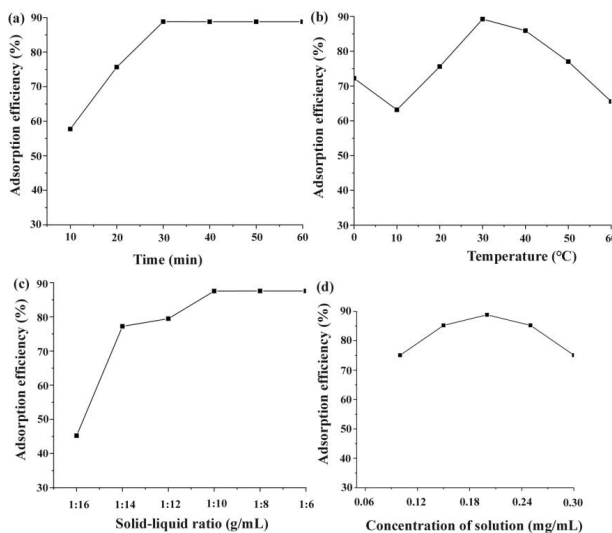 (a)
Adsorption efficiency (%)
90
80
70
60
50
40
30
10 20 30 40 50 60
Time (min)
(b)
Adsorption efficiency (%)
90
80
70
60
50
40
30
0 10 20 30 40 50 60
Temperature (°C)
(c)
Adsorption efficiency (%)
90
80
70
60
50
40
30
1:16 1:14 1:12 1:10 1:8 1:6
Solid-liquid ratio (g/mL)
(d)
Adsorption efficiency (%)
90
80
70
60
50
40
30
0.06 0.12 0.18 0.24 0.30
Concentration of solution (mg/mL)